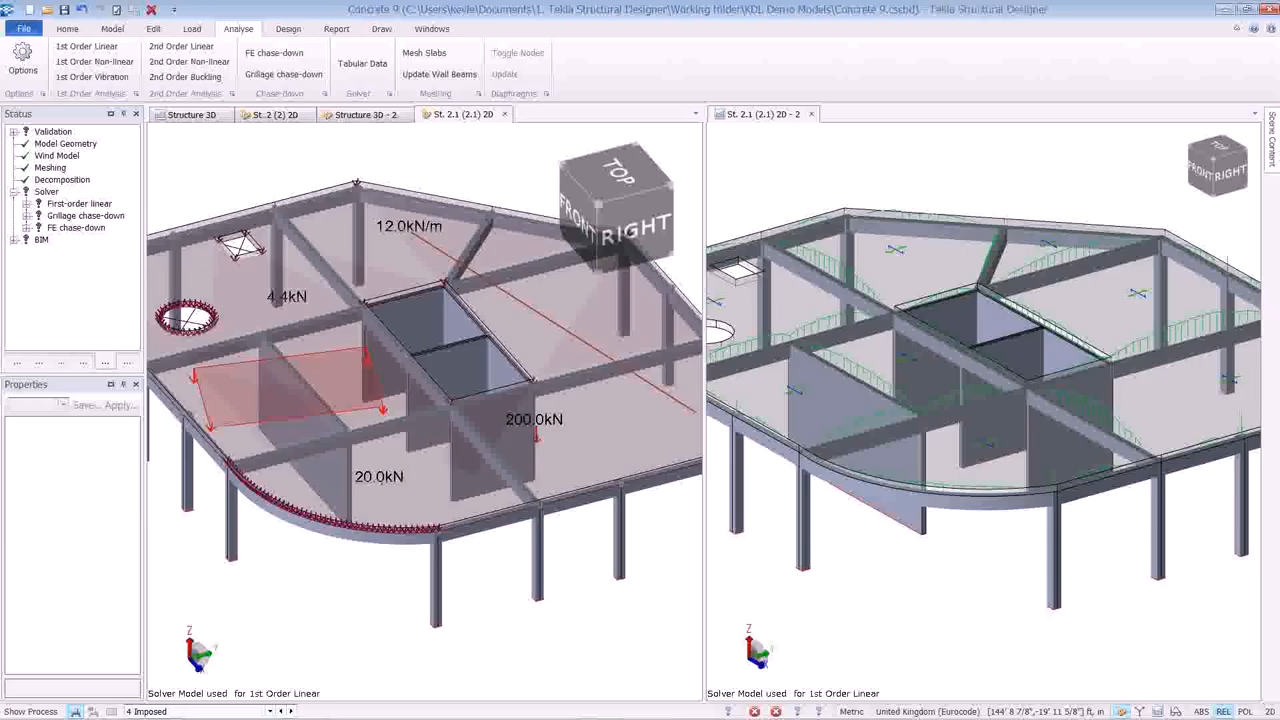 Concrete 9 (C:\Users\kevle\Documents\1. Tekla Structural Designer\Working folder\KDL Demo Models\Concrete 9.cscbd) - Tekla Structural Designer
File Home Model Edit Load Analyse Design Report Draw Windows
Options
1st Order Linear
1st Order Non-linear
1st Order Vibration
2nd Order Linear
2nd Order Non-linear
2nd Order Buckling
FE chase-down
Grillage chase-down
Tabular Data
Mesh Slabs
Update Wall Beams
Toggle Nodes
Update
Options 1st Order Analysis 2nd Order Analysis Chase-down Solver Meshing Diaphragms
Status
Validation
Model Geometry
Wind Model
Meshing
Decomposition
Solver
First-order linear
Grillage chase-down
FE chase-down
BIM
... ... ... ... ... ...
Properties
Save... Apply...
Structure 3D St. 2 (2) 2D Structure 3D - 2 St. 2.1 (2.1) 2D
TOP
FRONT RIGHT
12.0kN/m
4.4kN
200.0kN
20.0kN
Z
Solver Model used for 1st Order Linear
St. 2.1 (2.1) 2D - 2
TOP
FRONT RIGHT
Z
Solver Model used for 1st Order Linear
Scene Content
Show Process 4 Imposed Metric United Kingdom (Eurocode) [144' 8 7/8",-19' 11 5/8"] ft, in ABS REL POL 2D